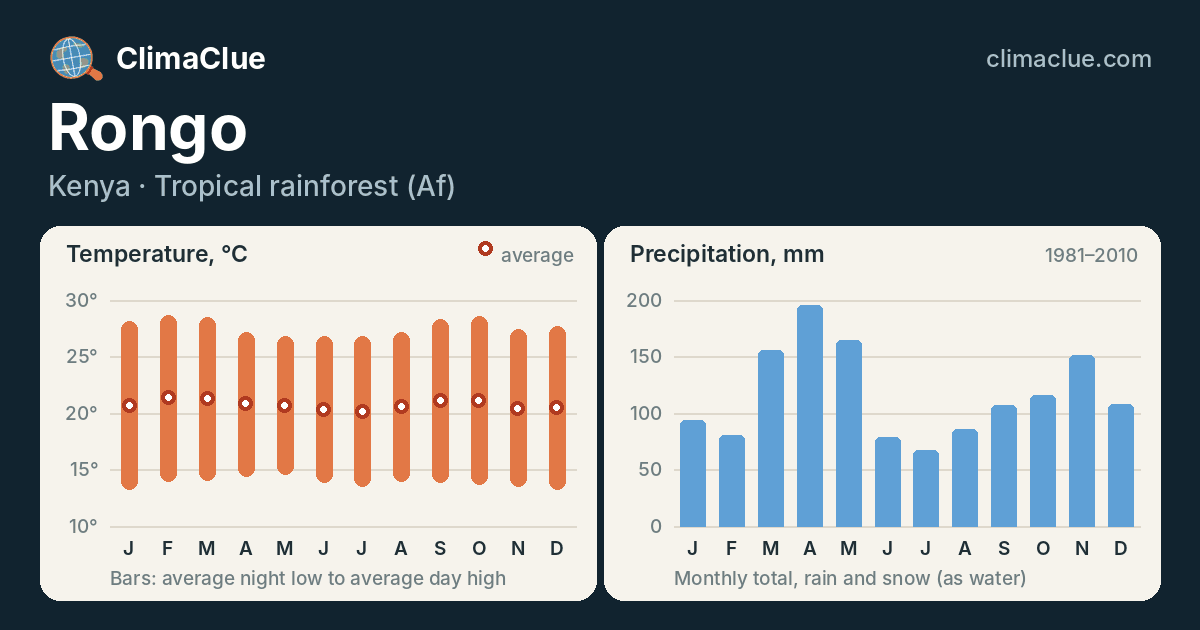 ClimaClue
climaclue.com
Rongo
Kenya · Tropical rainforest (Af)
Temperature, °C
average
30°
25°
20°
15°
10°
J F M A M J J A S O N D
Bars: average night low to average day high
Precipitation, mm
1981–2010
200
150
100
50
0
J F M A M J J A S O N D
Monthly total, rain and snow (as water)